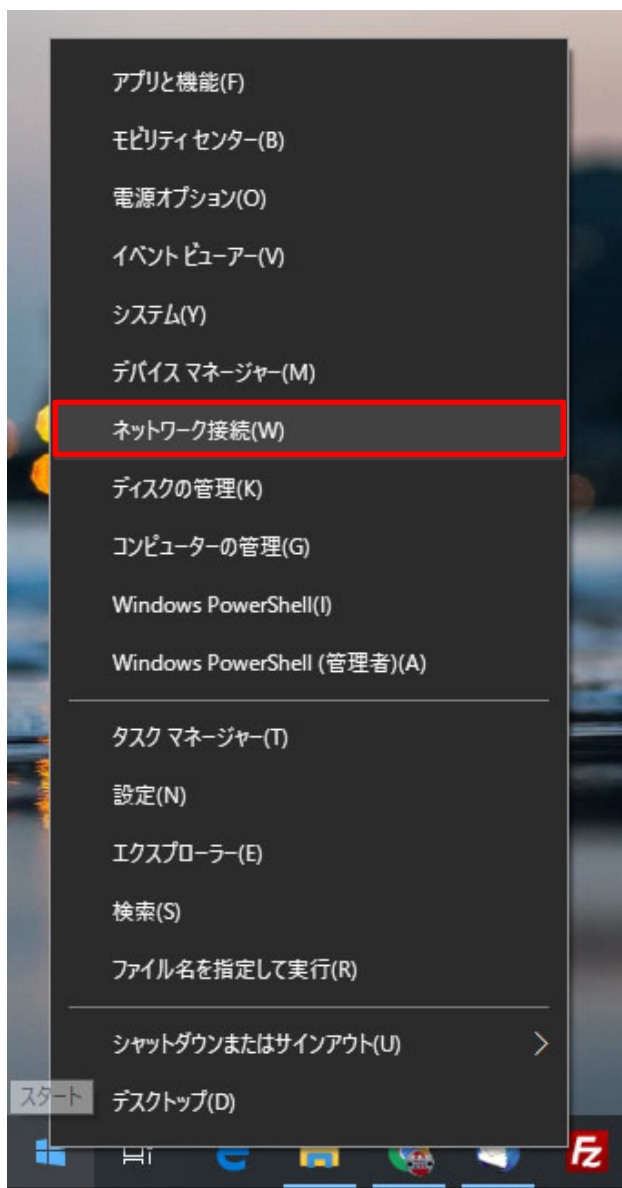 アプリと機能(F)
モビリティ センター(B)
電源オプション(O)
イベント ビューアー(V)
システム(Y)
デバイス マネージャー(M)
ネットワーク接続(W)
ディスクの管理(K)
コンピューターの管理(G)
Windows PowerShell(I)
Windows PowerShell (管理者)(A)
タスク マネージャー(T)
設定(N)
エクスプローラー(E)
検索(S)
ファイル名を指定して実行(R)
シャットダウンまたはサインアウト(U)
スタート
デスクトップ(D)
Fz